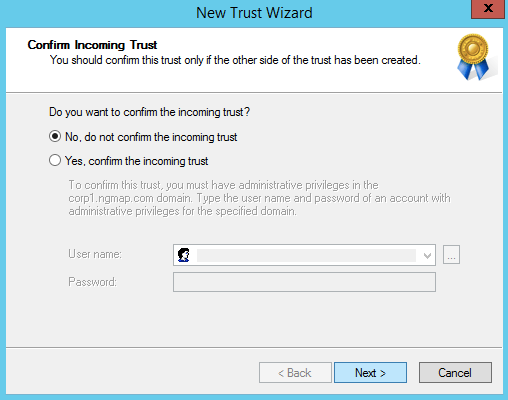 New Trust Wizard
x
Confirm Incoming Trust
You should confirm this trust only if the other side of the trust has been created.
Do you want to confirm the incoming trust?
No, do not confirm the incoming trust
Yes, confirm the incoming trust
To confirm this trust, you must have administrative privileges in the
corp1.ngmap.com domain. Type the user name and password of an account with
administrative privileges for the specified domain.
User name:
...
Password:
< Back Next > Cancel